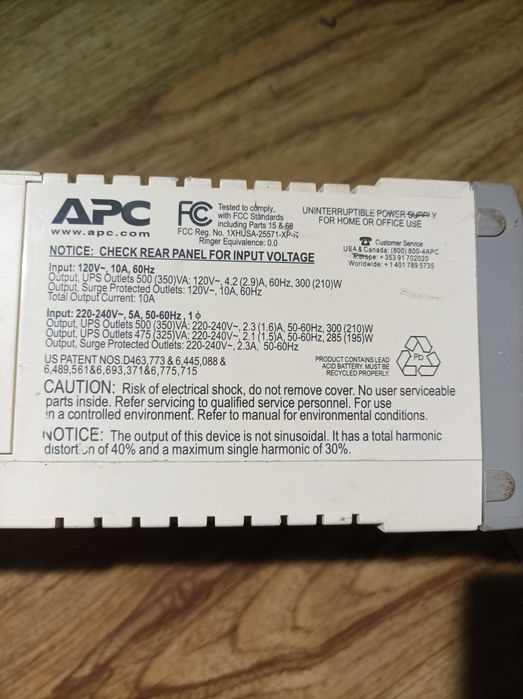 APC
www.apc.com
FC
Tested to comply
with FCC Standards
including Parts 15 & 68
FCC Reg. No. 1XHUSA-25571-XP-N
Ringer Equivalence: 0.0
UNINTERRUPTIBLE POWER SUPPLY
FOR HOME OR OFFICE USE
Customer Service
USA & Canada: (800) 800-4APC
Europe: + 353 91 702020
Worldwide: + 1 401 789 5735
NOTICE: CHECK REAR PANEL FOR INPUT VOLTAGE
Input: 120V~, 10A, 60Hz
Output, UPS Outlets 500 (350)VA: 120V~, 4.2 (2.9)A, 60Hz, 300 (210)W
Output, Surge Protected Outlets: 120V~, 10A, 60Hz
Total Output Current: 10A
Input: 220-240V~, 5A, 50-60Hz, 1 ϕ
Output, UPS Outlets 500 (350)VA: 220-240V~, 2.3 (1.6)A, 50-60Hz, 300 (210)W
Output, UPS Outlets 475 (325)VA: 220-240V~, 2.1 (1.5)A, 50-60Hz, 285 (195)W
Output, Surge Protected Outlets: 220-240V~, 2.3A, 50-60Hz
US PATENT NOS.D463,773 & 6,445,088 &
6,489,561&6,693,371&6,775,715
PRODUCT CONTAINS LEAD
ACID BATTERY. MUST BE
RECYCLED PROPERLY.
Pb
CAUTION: Risk of electrical shock, do not remove cover. No user serviceable
parts inside. Refer servicing to qualified service personnel. For use
in a controlled environment. Refer to manual for environmental conditions.
NOTICE: The output of this device is not sinusoidal. It has a total harmonic
distortion of 40% and a maximum single harmonic of 30%.